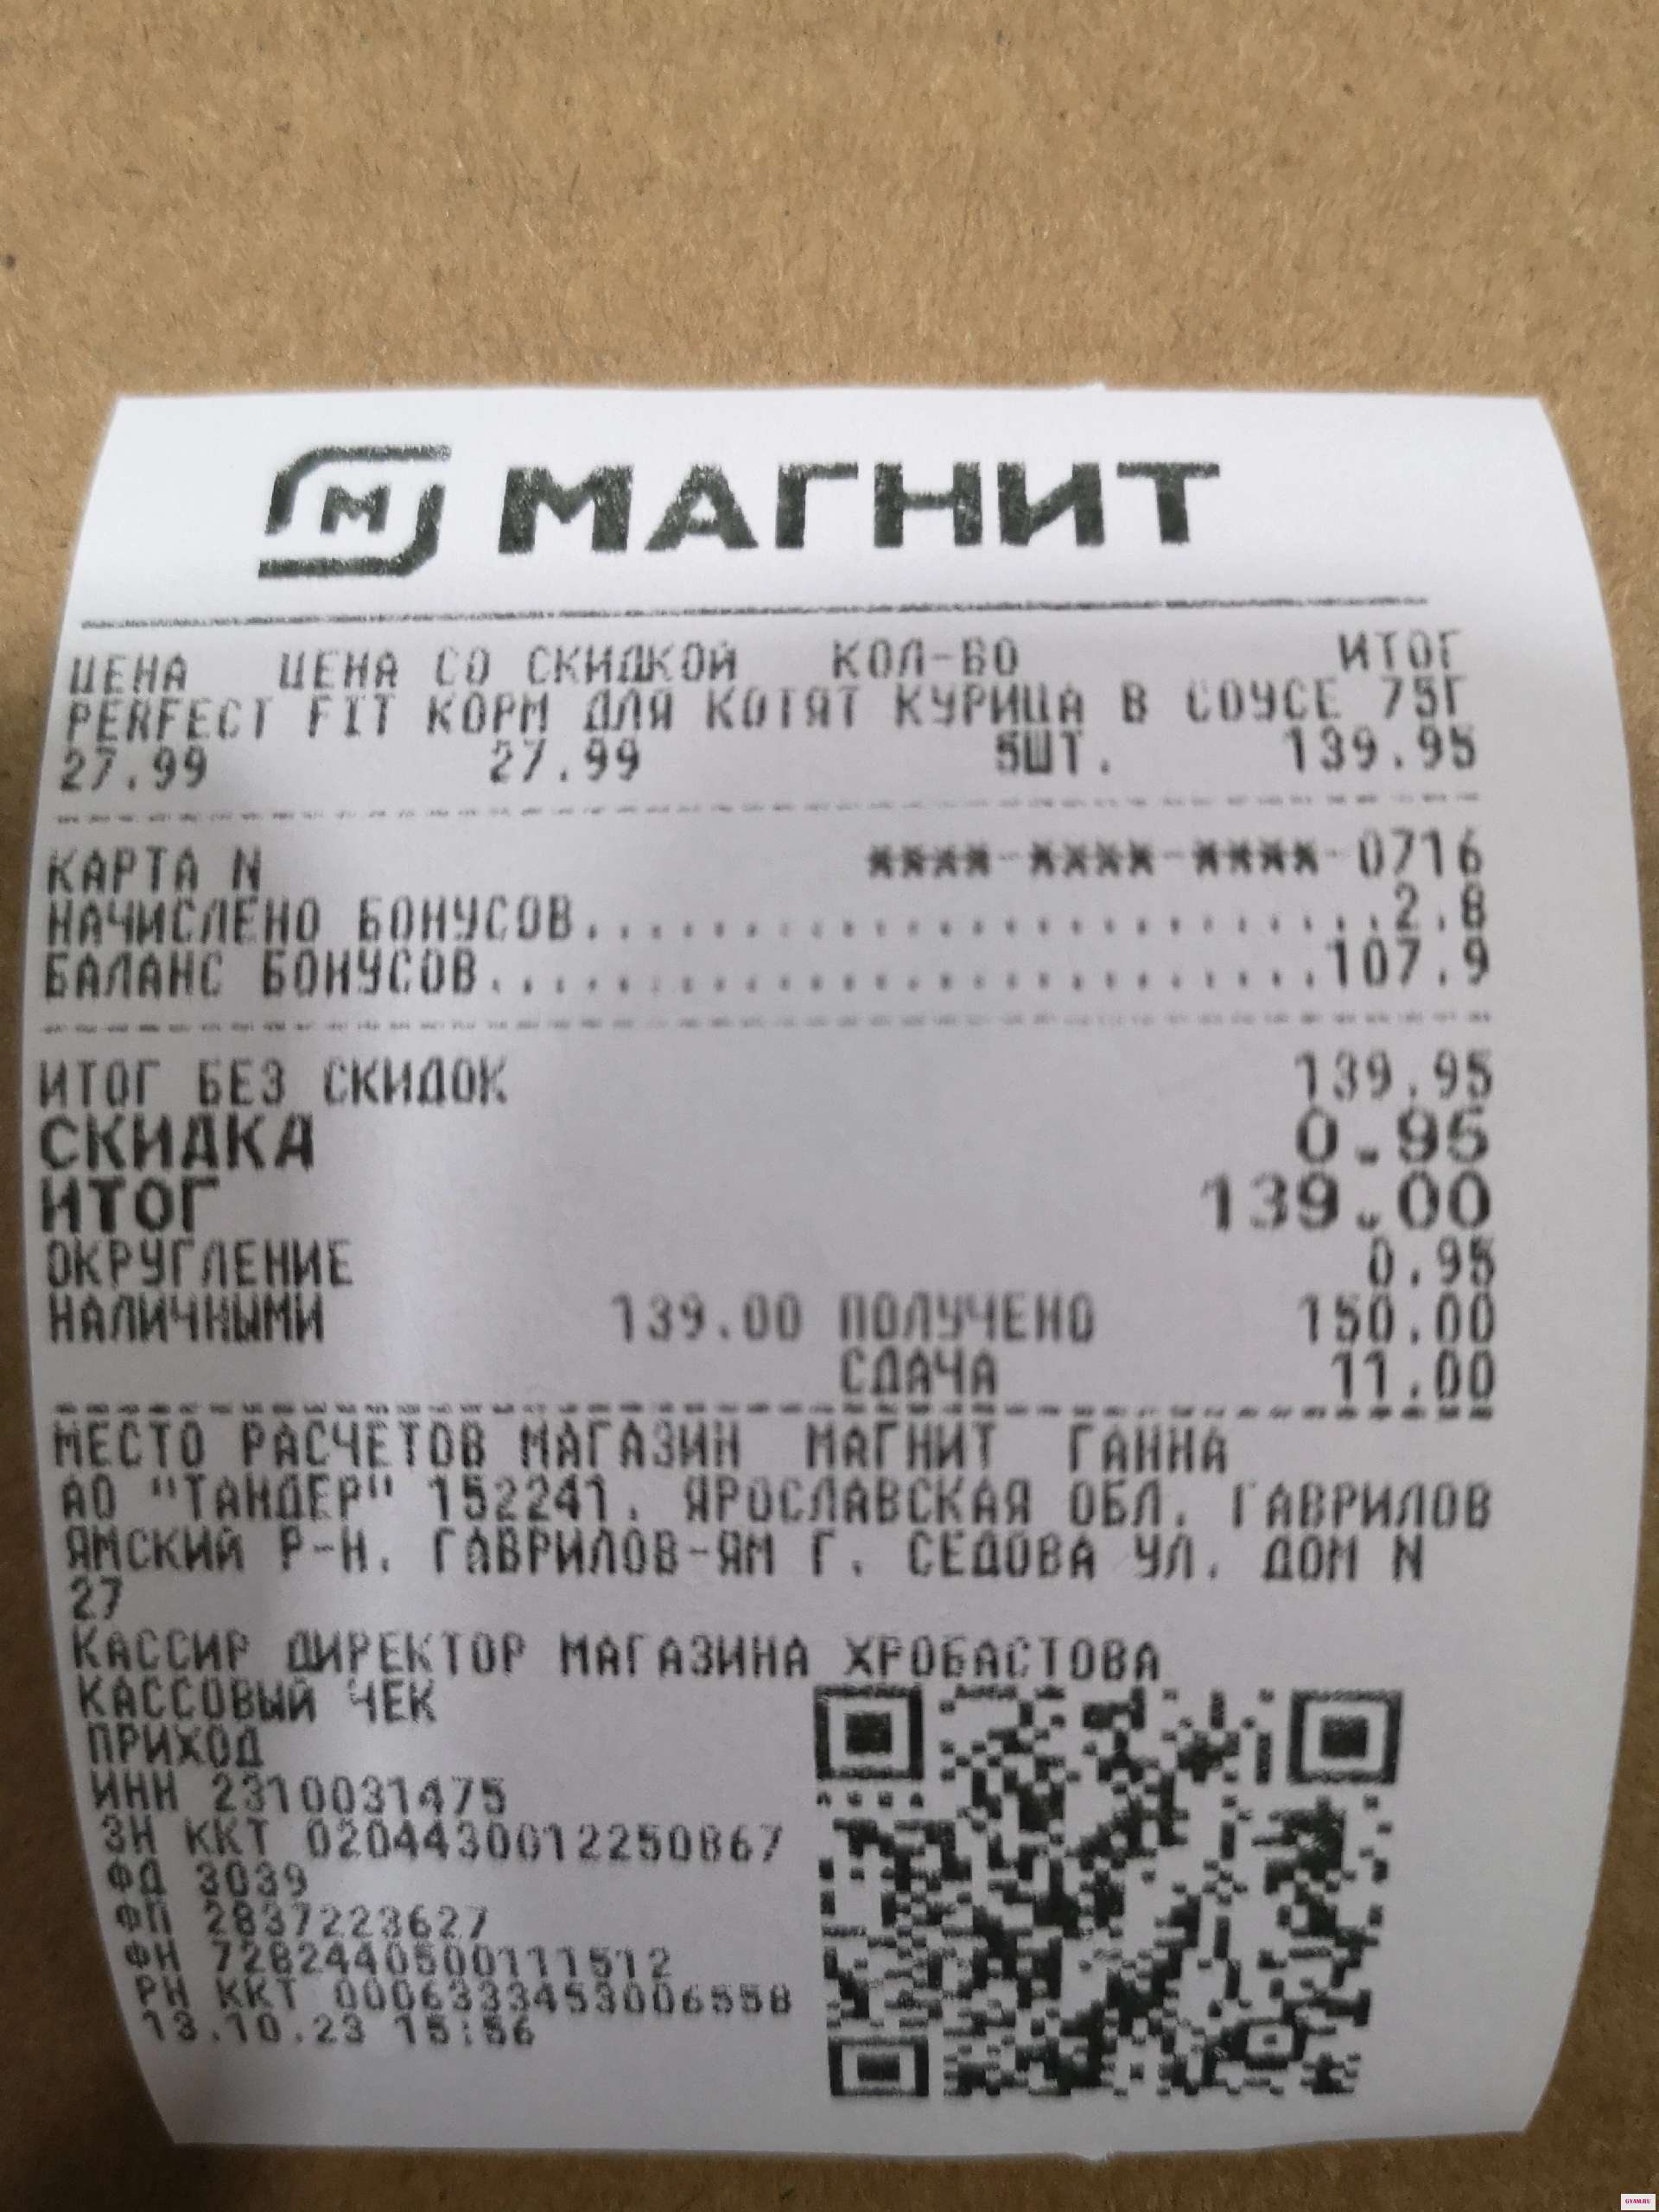 МАГНИТ
ЦЕНА ЦЕНА СО СКИДКОЙ КОЛ-ВО ИТОГ
PERFECT FIT КОРМ ДЛЯ КОТЯТ КУРИЦА В СОУСЕ 75Г
27.99 27.99 5ШТ. 139.95
КАРТА N ****-****-****-0716
НАЧИСЛЕНО БОНУСОВ..............................2.8
БАЛАНС БОНУСОВ...............................107.9
ИТОГ БЕЗ СКИДОК 139.95
СКИДКА 0.95
ИТОГ 139.00
ОКРУГЛЕНИЕ 0.95
НАЛИЧНЫМИ 139.00 ПОЛУЧЕНО 150.00
СДАЧА 11.00
МЕСТО РАСЧЕТОВ МАГАЗИН МАГНИТ ГАННА
АО "ТАНДЕР" 152241, ЯРОСЛАВСКАЯ ОБЛ, ГАВРИЛОВ
ЯМСКИЙ Р-Н, ГАВРИЛОВ-ЯМ Г, СЕДОВА УЛ, ДОМ N
27
КАССИР ДИРЕКТОР МАГАЗИНА ХРОБАСТОВА
КАССОВЫЙ ЧЕК
ПРИХОД
ИНН 2310031475
ЗН ККТ 0204430012250867
ФД 3039
ФП 2837223627
ФН 7282440500111512
РН ККТ 0006333453006558
13.10.23 15:56
GYAM.RU